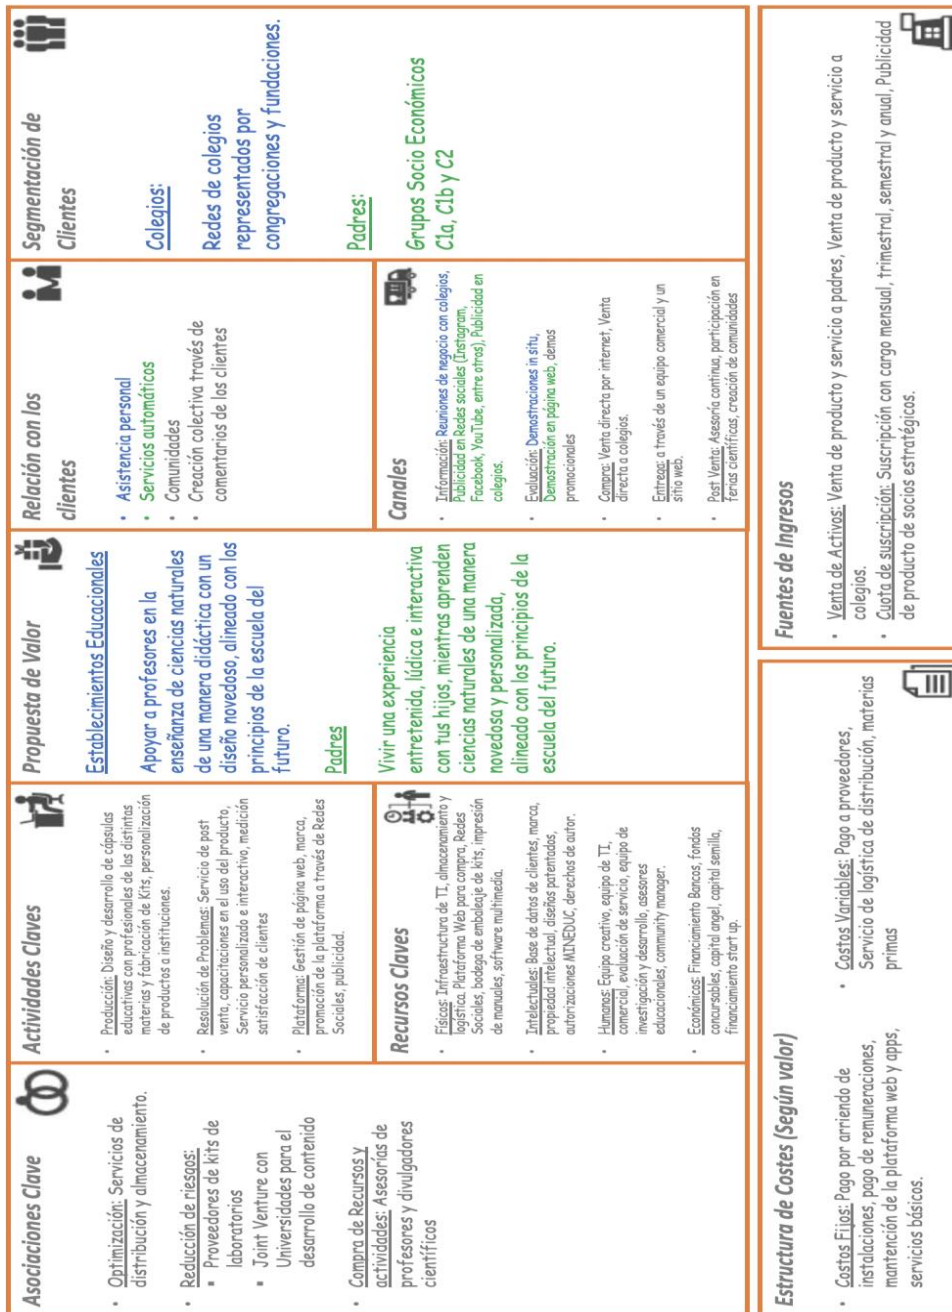 Asociaciones Clave
• Optimización: Servicios de
distribución y almacenamiento.
• Reducción de riesgos:
▪ Proveedores de kits de
laboratorios
▪ Joint Venture con
Universidades para el
desarrollo de contenido
• Compra de Recursos y
actividades: Asesorías de
profesores y divulgadores
científicos
Actividades Claves
• Producción: Diseño y desarrollo de cápsulas
educativas con profesionales de las distintas
materias y fabricación de Kits, personalización
de productos a instituciones.
• Resolución de Problemas: Servicio de post
venta, capacitaciones en el uso del producto,
Servicio personalizado e interactivo, medición
satisfacción de clientes
• Plataforma: Gestión de página web, marca,
promoción de la plataforma a través de Redes
Sociales, publicidad.
Recursos Claves
• Físicos: Infraestructura de TI, almacenamiento y
logística. Plataforma Web para compra, Redes
Sociales, bodega de embalaje de kits, impresión
de manuales, software multimedia.
• Intelectuales: Base de datos de clientes, marca,
propiedad intelectual, diseños patentados,
autorizaciones MINEDUC, derechos de autor.
• Humanos: Equipo creativo, equipo de TI,
comercial, evaluación de servicio, equipo de
investigación y desarrollo, asesores
educacionales, community manager.
• Económicos: Financiamiento Bancos, fondos
concursables, capital angel, capital semilla,
financiamiento start up.
Propuesta de Valor
Establecimientos Educacionales
Apoyar a profesores en la
enseñanza de ciencias naturales
de una manera didáctica con un
diseño novedoso, alineado con los
principios de la escuela del
futuro.
Padres
Vivir una experiencia
entretenida, lúdica e interactiva
con tus hijos, mientras aprenden
ciencias naturales de una manera
novedosa y personalizada,
alineado con los principios de la
escuela del futuro.
Relación con los
clientes
• Asistencia personal
• Servicios automáticos
• Comunidades
• Creación colectiva través de
comentarios de los clientes
Canales
• Información: Reuniones de negocio con colegios,
Publicidad en Redes sociales (Instagram,
Facebook, YouTube, entre otros), Publicidad en
colegios.
• Evaluación: Demostraciones in situ,
Demostración en página web, demos
promocionales
• Compra: Venta directa por internet, Venta
directa a colegios.
• Entrega: a través de un equipo comercial y un
sitio web.
• Post Venta: Asesoría continua, participación en
ferias científicas, creación de comunidades
Segmentación de
Clientes
Colegios:
Redes de colegios
representados por
congregaciones y fundaciones.
Padres:
Grupos Socio Económicos
C1a, C1b y C2
Estructura de Costes (Según valor)
• Costos Fijos: Pago por arriendo de
instalaciones, pago de remuneraciones,
mantención de la plataforma web y apps,
servicios básicos.
• Costos Variables: Pago a proveedores,
Servicio de logística de distribución, materias
primas
Fuentes de Ingresos
• Venta de Activos: Venta de producto y servicio a padres, Venta de producto y servicio a
colegios.
• Cuota de suscripción: Suscripción con cargo mensual, trimestral, semestral y anual, Publicidad
de producto de socios estratégicos.